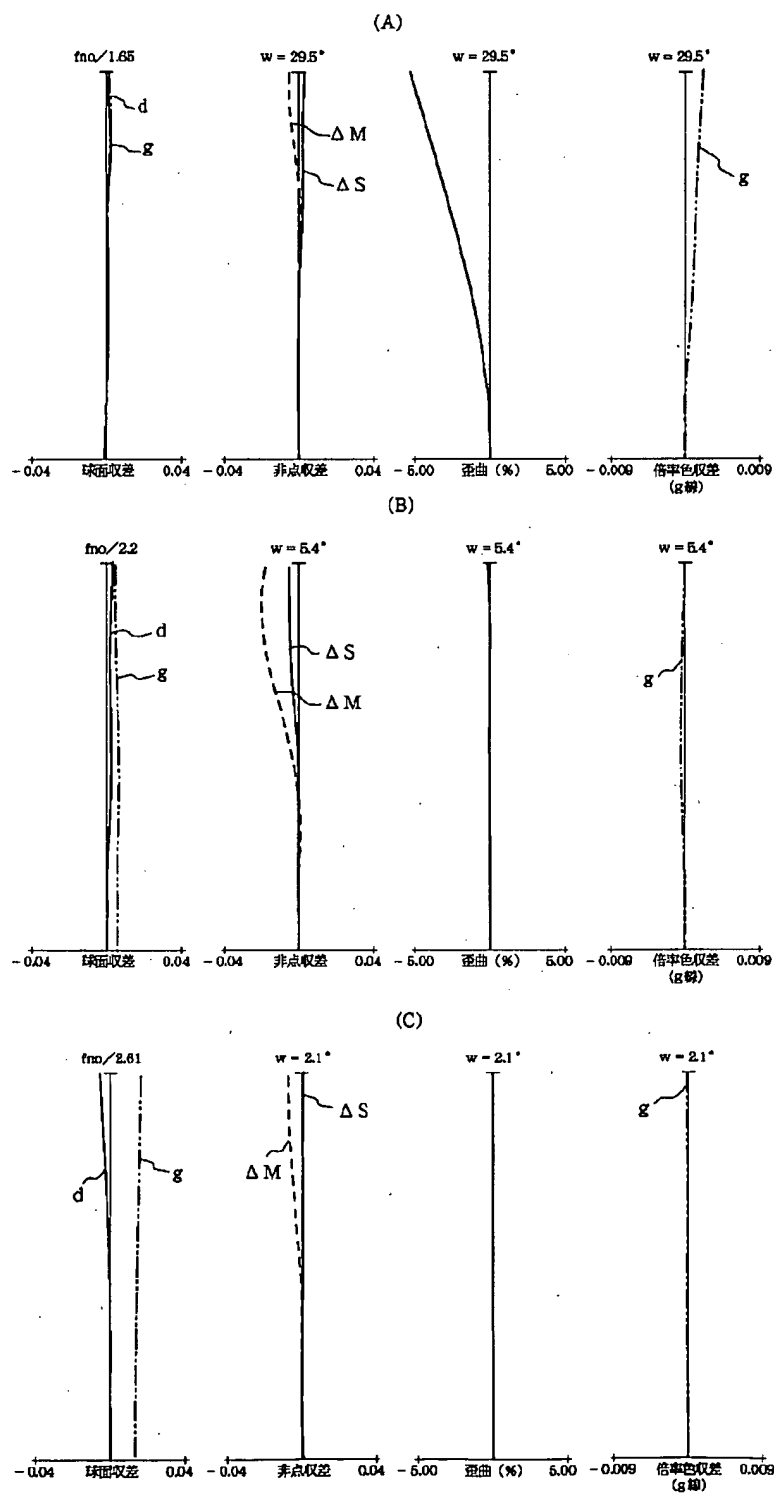 (A)
fno/1.65
w = 29.5°
w = 29.5°
w = 29.5°
d
g
ΔM
ΔS
g
-0.04 球面収差 0.04
-0.04 非点収差 0.04
-5.00 歪曲 (%) 5.00
-0.009 倍率色収差 0.009
(g線)
(B)
fno/2.2
w = 5.4°
w = 5.4°
w = 5.4°
d
g
ΔS
ΔM
g
-0.04 球面収差 0.04
-0.04 非点収差 0.04
-5.00 歪曲 (%) 5.00
-0.009 倍率色収差 0.009
(g線)
(C)
fno/2.61
w = 2.1°
w = 2.1°
w = 2.1°
d
g
ΔS
ΔM
g
-0.04 球面収差 0.04
-0.04 非点収差 0.04
-5.00 歪曲 (%) 5.00
-0.009 倍率色収差 0.009
(g線)